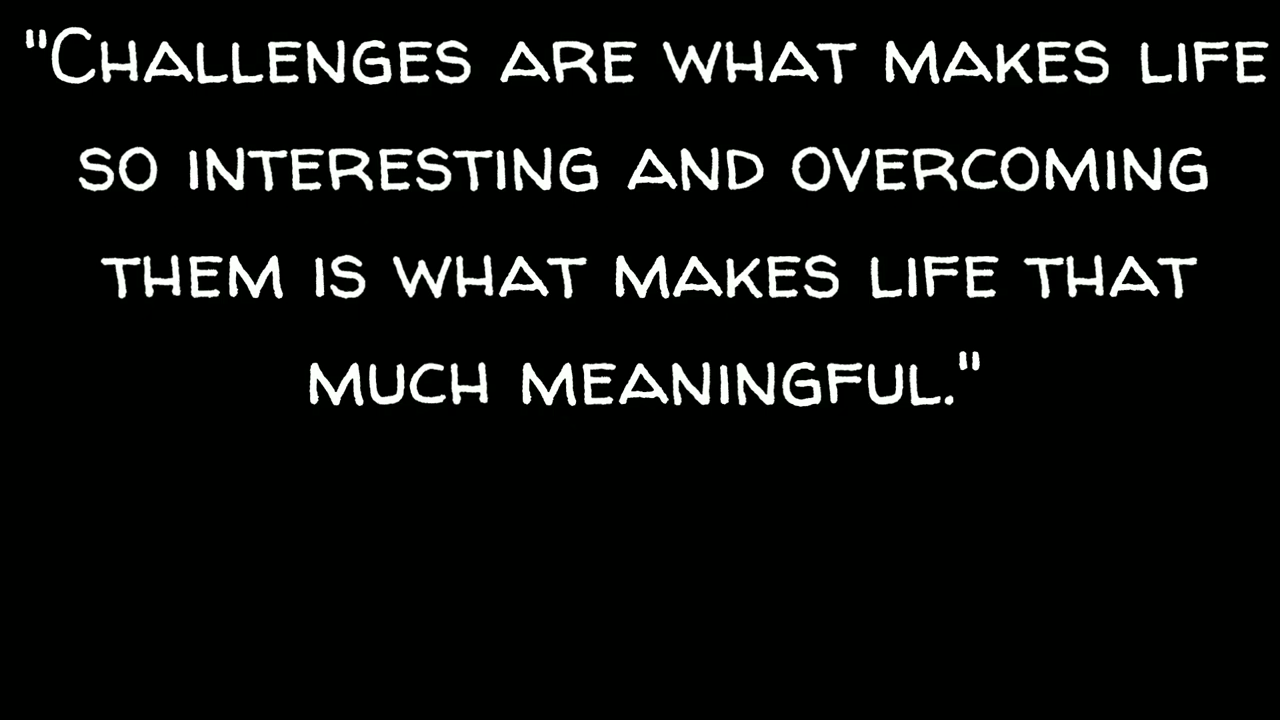 "Challenges are what makes life
so interesting and overcoming
them is what makes life that
much meaningful."